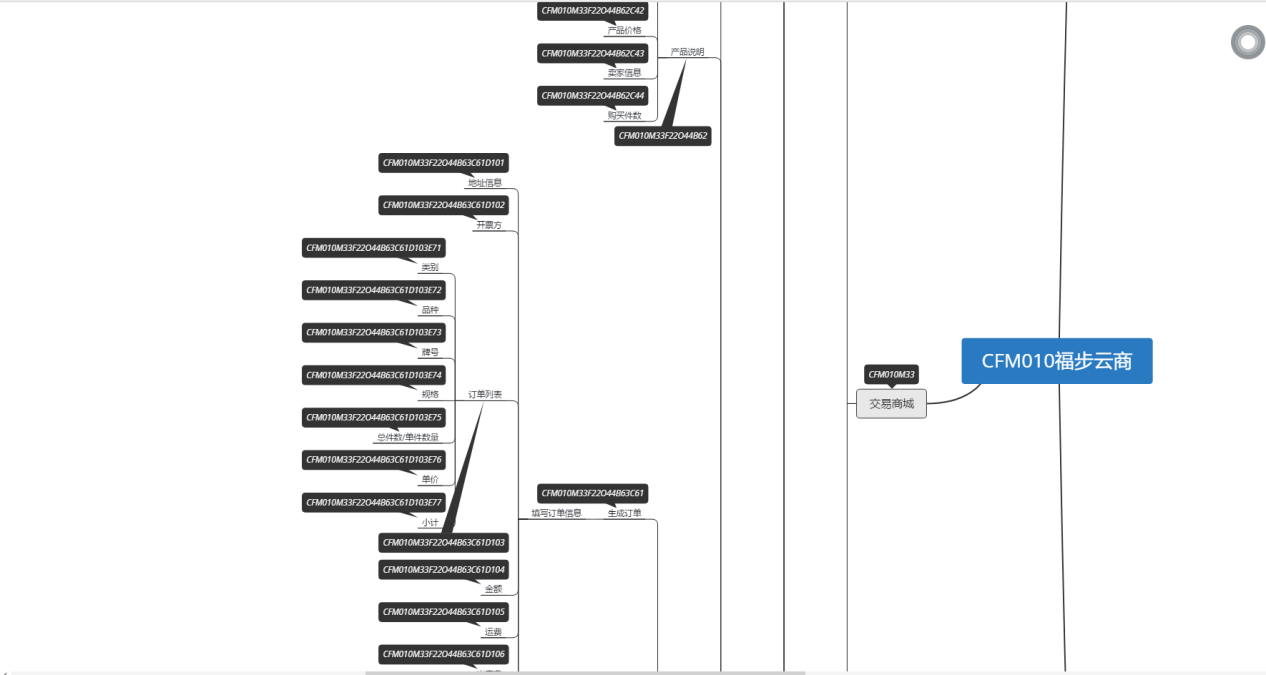 CFM010M33F22O44B62C42
产品价格
CFM010M33F22O44B62C43
产品说明
卖家信息
CFM010M33F22O44B62C44
购买件数
CFM010M33F22O44B62
CFM010M33F22O44B63C61D101
地址信息
CFM010M33F22O44B63C61D102
开票方
CFM010M33F22O44B63C61D103E71
类别
CFM010M33F22O44B63C61D103E72
品种
CFM010M33F22O44B63C61D103E73
牌号
CFM010福步云商
CFM010M33F22O44B63C61D103E74
CFM010M33
规格
订单列表
交易商城
CFM010M33F22O44B63C61D103E75
总件数/单件数量
CFM010M33F22O44B63C61D103E76
单价
CFM010M33F22O44B63C61
CFM010M33F22O44B63C61D103E77
填写订单信息
生成订单
小计
CFM010M33F22O44B63C61D103
CFM010M33F22O44B63C61D104
金额
CFM010M33F22O44B63C61D105
运费
CFM010M33F22O44B63C61D106